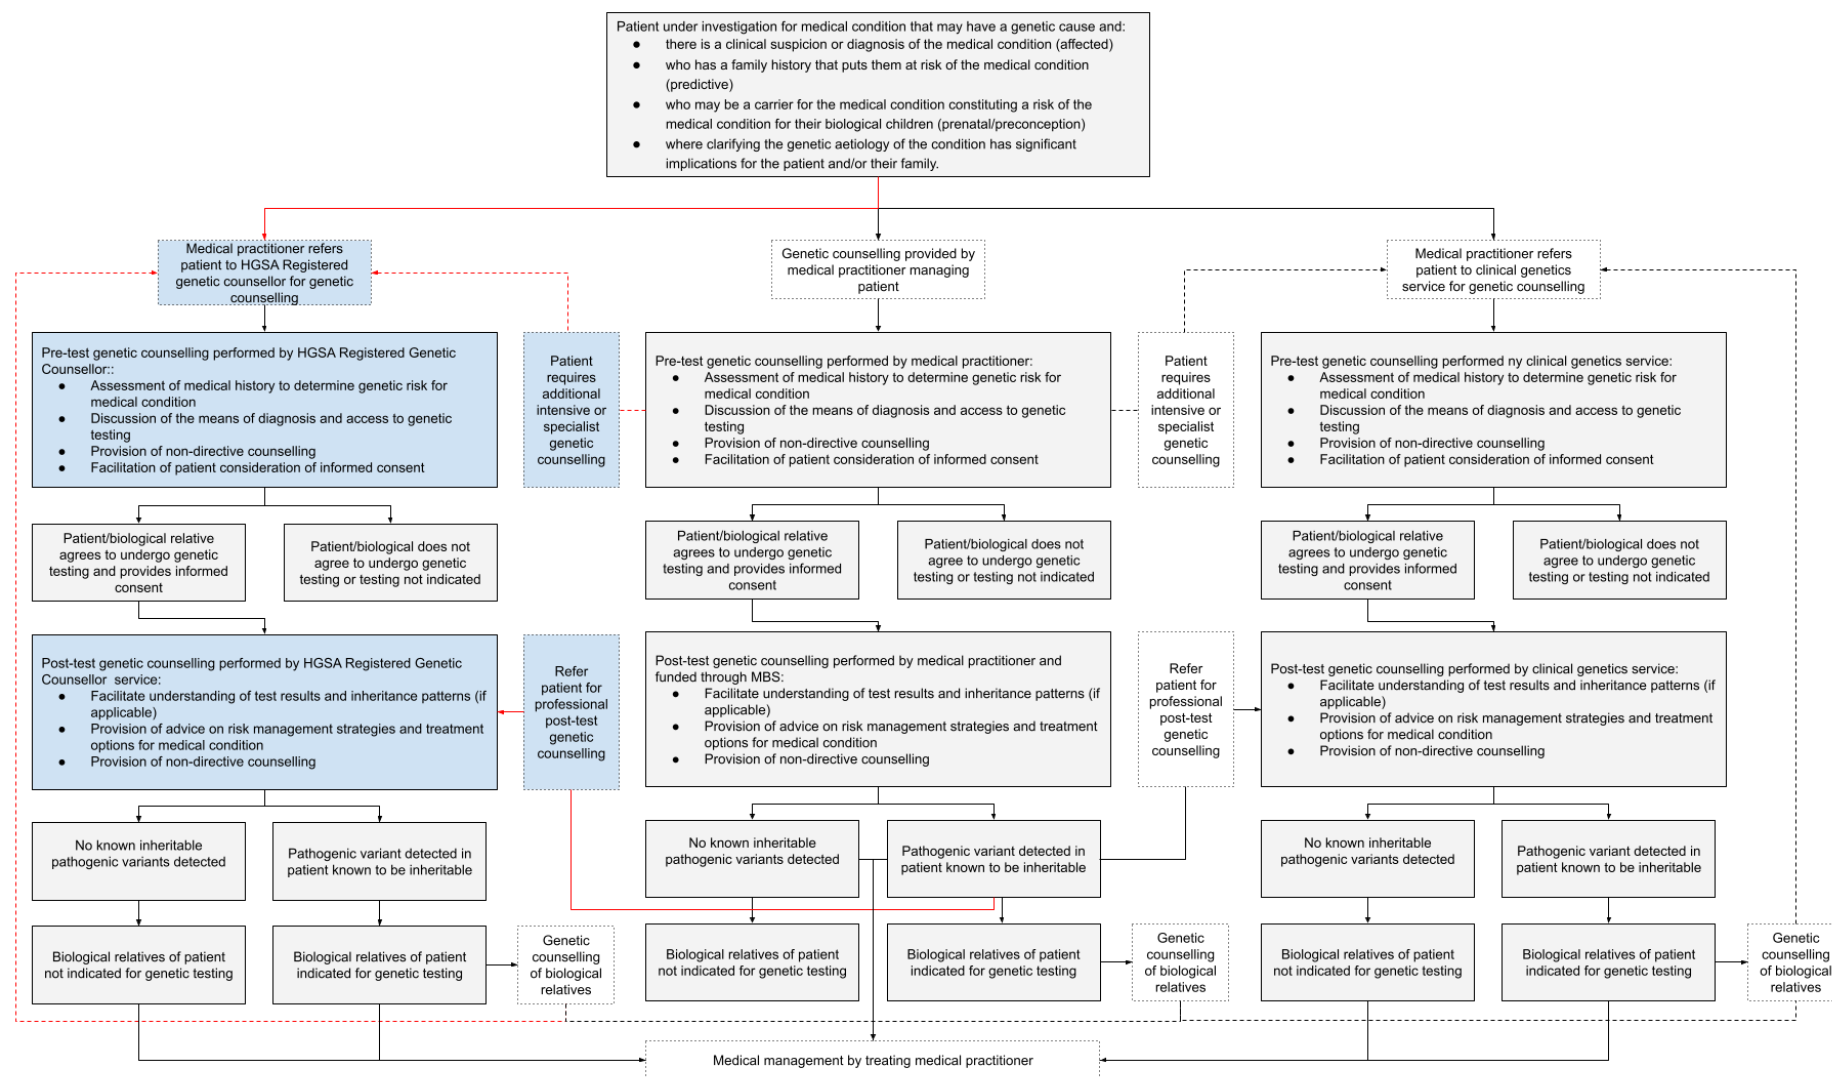 Patient under investigation for medical condition that may have a genetic cause and:
● there is a clinical suspicion or diagnosis of the medical condition (affected)
● who has a family history that puts them at risk of the medical condition
(predictive)
● who may be a carrier for the medical condition constituting a risk of the
medical condition for their biological children (prenatal/preconception)
● where clarifying the genetic aetiology of the condition has significant
implications for the patient and/or their family.
Medical practitioner refers
patient to HGSA Registered
genetic counsellor for genetic
counselling
Genetic counselling provided by
medical practitioner managing
patient
Medical practitioner refers
patient to clinical genetics
service for genetic counselling
Pre-test genetic counselling performed by HGSA Registered Genetic
Counsellor::
● Assessment of medical history to determine genetic risk for
medical condition
● Discussion of the means of diagnosis and access to genetic
testing
● Provision of non-directive counselling
● Facilitation of patient consideration of informed consent
Patient
requires
additional
intensive or
specialist
genetic
counselling
Pre-test genetic counselling performed by medical practitioner:
● Assessment of medical history to determine genetic risk for
medical condition
● Discussion of the means of diagnosis and access to genetic
testing
● Provision of non-directive counselling
● Facilitation of patient consideration of informed consent
Patient
requires
additional
intensive or
specialist
genetic
counselling
Pre-test genetic counselling performed ny clinical genetics service:
● Assessment of medical history to determine genetic risk for
medical condition
● Discussion of the means of diagnosis and access to genetic
testing
● Provision of non-directive counselling
● Facilitation of patient consideration of informed consent
Patient/biological relative
agrees to undergo genetic
testing and provides informed
consent
Patient/biological does not
agree to undergo genetic
testing or testing not indicated
Patient/biological relative
agrees to undergo genetic
testing and provides informed
consent
Patient/biological does not
agree to undergo genetic
testing or testing not indicated
Patient/biological relative
agrees to undergo genetic
testing and provides informed
consent
Patient/biological does not
agree to undergo genetic
testing or testing not indicated
Post-test genetic counselling performed by HGSA Registered Genetic
Counsellor service:
● Facilitate understanding of test results and inheritance patterns (if
applicable)
● Provision of advice on risk management strategies and treatment
options for medical condition
● Provision of non-directive counselling
Refer
patient for
professional
post-test
genetic
counselling
Post-test genetic counselling performed by medical practitioner and
funded through MBS:
● Facilitate understanding of test results and inheritance patterns (if
applicable)
● Provision of advice on risk management strategies and treatment
options for medical condition
● Provision of non-directive counselling
Refer
patient for
professional
post-test
genetic
counselling
Post-test genetic counselling performed by clinical genetics service:
● Facilitate understanding of test results and inheritance patterns (if
applicable)
● Provision of advice on risk management strategies and treatment
options for medical condition
● Provision of non-directive counselling
No known inheritable
pathogenic variants detected
Pathogenic variant detected in
patient known to be inheritable
No known inheritable
pathogenic variants detected
Pathogenic variant detected in
patient known to be inheritable
No known inheritable
pathogenic variants detected
Pathogenic variant detected in
patient known to be inheritable
Biological relatives of patient
not indicated for genetic testing
Biological relatives of patient
indicated for genetic testing
Genetic
counselling
of biological
relatives
Biological relatives of patient
not indicated for genetic testing
Biological relatives of patient
indicated for genetic testing
Genetic
counselling
of biological
relatives
Biological relatives of patient
not indicated for genetic testing
Biological relatives of patient
indicated for genetic testing
Genetic
counselling
of biological
relatives
Medical management by treating medical practitioner